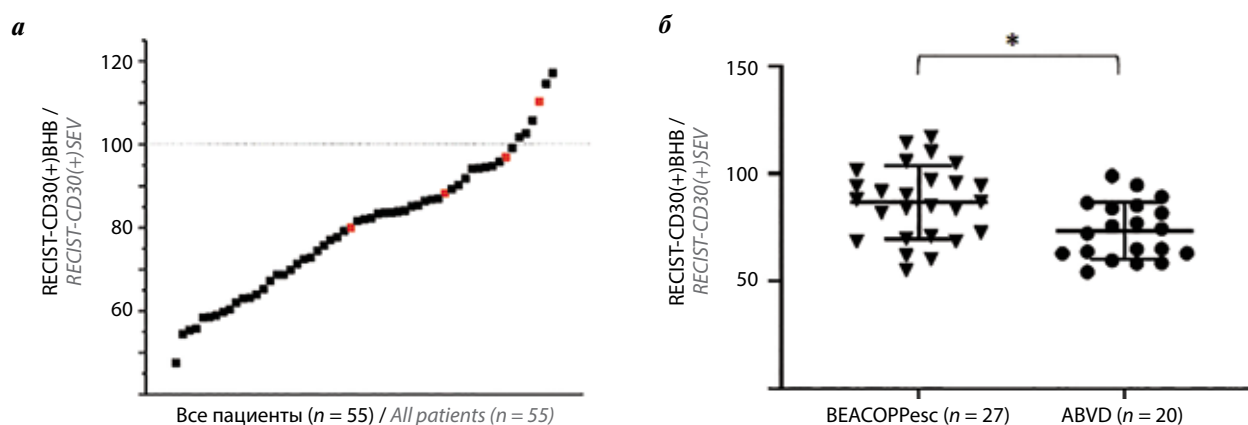 а
120
100
80
60
RECIST-CD30(+)ВНВ /
RECIST-CD30(+)SEV
Все пациенты (n = 55) / All patients (n = 55)
б
*
150
100
50
RECIST-CD30(+)ВНВ /
RECIST-CD30(+)SEV
BEACOPPesc (n = 27)
ABVD (n = 20)